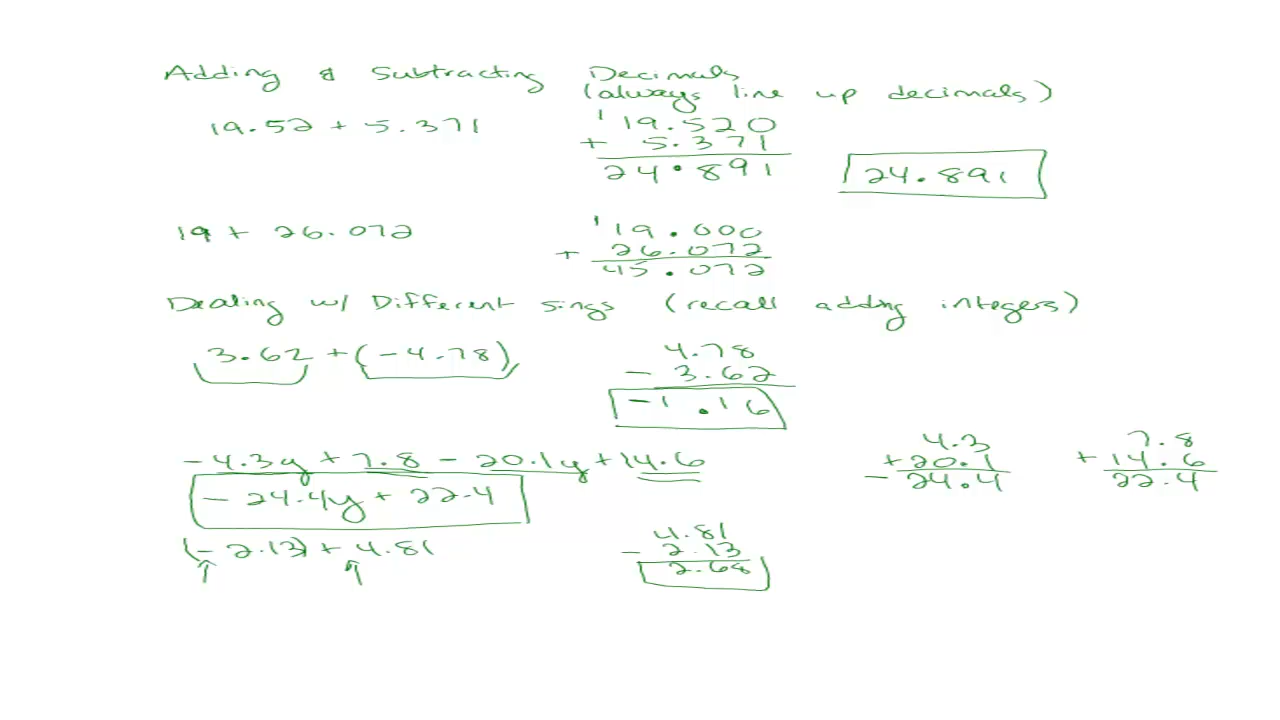 Adding & Subtracting Decimals
(always line up decimals)
19.52 + 5.371
1
19.520
+ 5.371
24.891
24.891
19 + 26.072
1
19.000
+ 26.072
45.072
Dealing w/ Different sings (recall adding integers)
3.62 + (-4.78)
4.78
- 3.62
-1.16
-4.3y + 7.8 - 20.1y + 14.6
-24.4y + 22.4
4.3
+ 20.1
- 24.4
7.8
+ 14.6
22.4
(-2.13) + 4.81
4.81
- 2.13
2.68